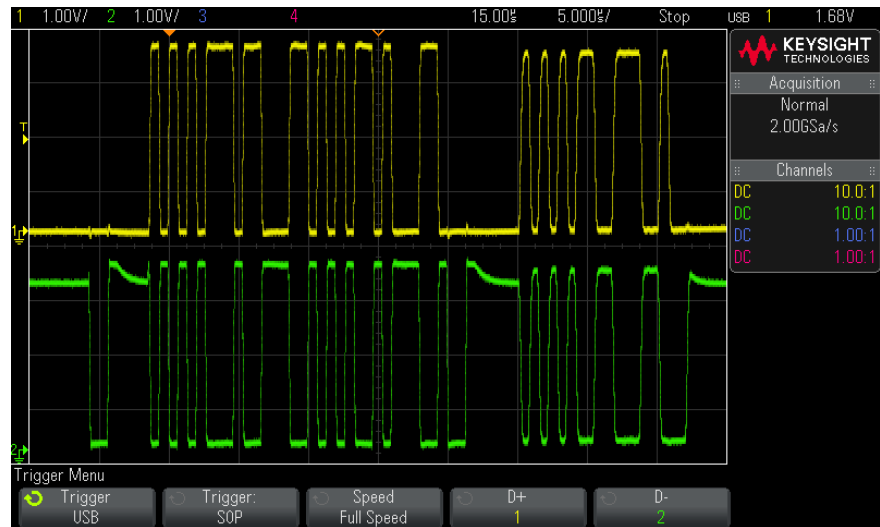 1 1.00V/ 2 1.00V/ 3 4 15.00µs 5.000µs/ Stop USB 1 1.68V
KEYSIGHT
TECHNOLOGIES
Acquisition
Normal
2.00GSa/s
Channels
DC 10.0:1
DC 10.0:1
DC 1.00:1
DC 1.00:1
T
1
2
Trigger Menu
Trigger Trigger: Speed D+ D-
USB SOP Full Speed 1 2